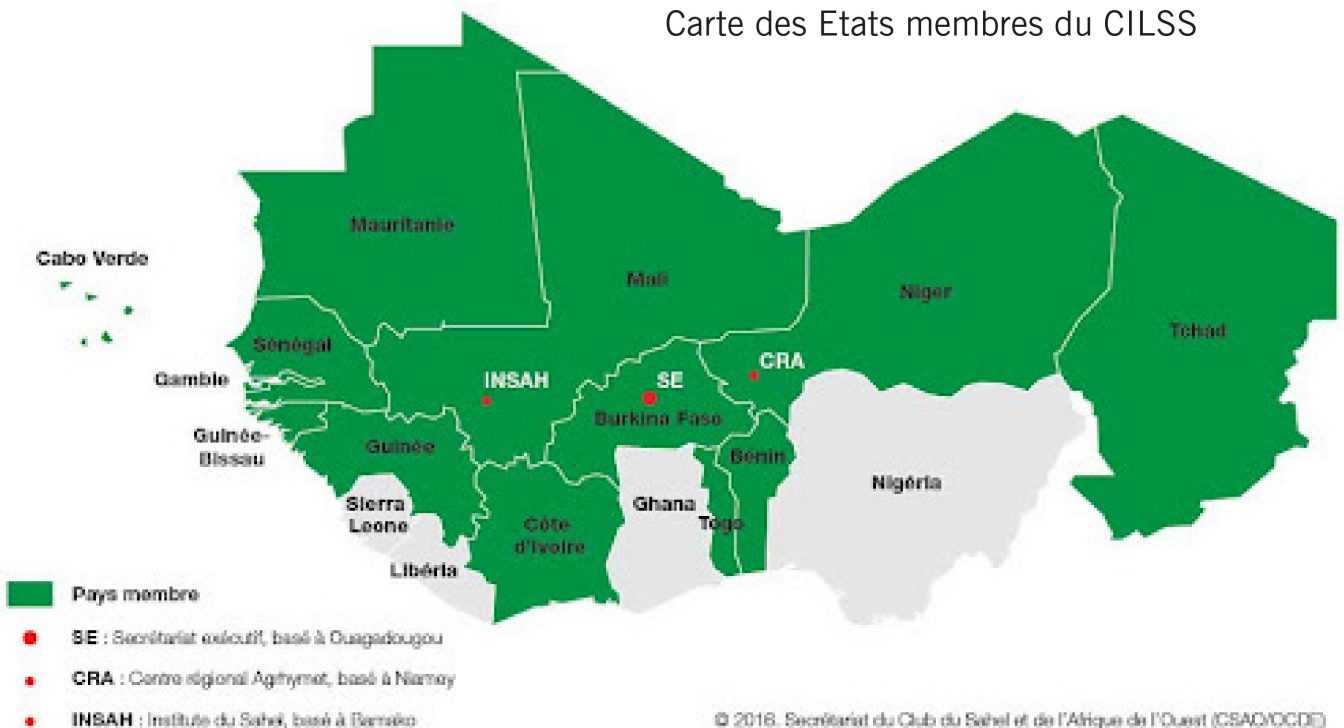 Carte des Etats membres du CILSS
Mauritanie
Cabo Verde
Mali
Niger
Tchad
Sénégal
CRA
Gambie
INSAH
SE
Burkina Faso
Guinée-
Bissau
Guinée
Bénin
Nigéria
Sierra
Leone
Ghana
Togo
Côte
d'Ivoire
Libéria
Pays membre
SE : Secrétariat exécutif, basé à Ouagadougou
CRA : Centre régional Agrhymet, basé à Niamey
INSAH : Institute du Sahel, basé à Bamako
© 2016. Secrétariat du Club du Sahel et de l'Afrique de l'Ouest (CSAO/OCDE)